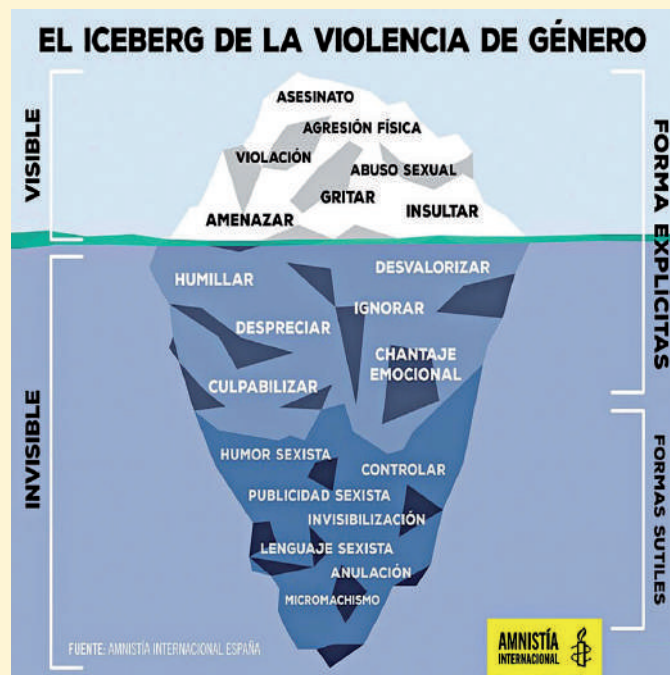 EL ICEBERG DE LA VIOLENCIA DE GÉNERO
VISIBLE
ASESINATO
AGRESIÓN FÍSICA
VIOLACIÓN
ABUSO SEXUAL
GRITAR
AMENAZAR
INSULTAR
FORMA EXPLICITAS
INVISIBLE
HUMILLAR
DESVALORIZAR
IGNORAR
DESPRECIAR
CHANTAJE
EMOCIONAL
CULPABILIZAR
HUMOR SEXISTA
CONTROLAR
PUBLICIDAD SEXISTA
INVISIBILIZACIÓN
LENGUAJE SEXISTA
ANULACIÓN
MICROMACHISMO
FORMAS SUTILES
FUENTE: AMNISTÍA INTERNACIONAL ESPAÑA
AMNISTÍA
INTERNACIONAL